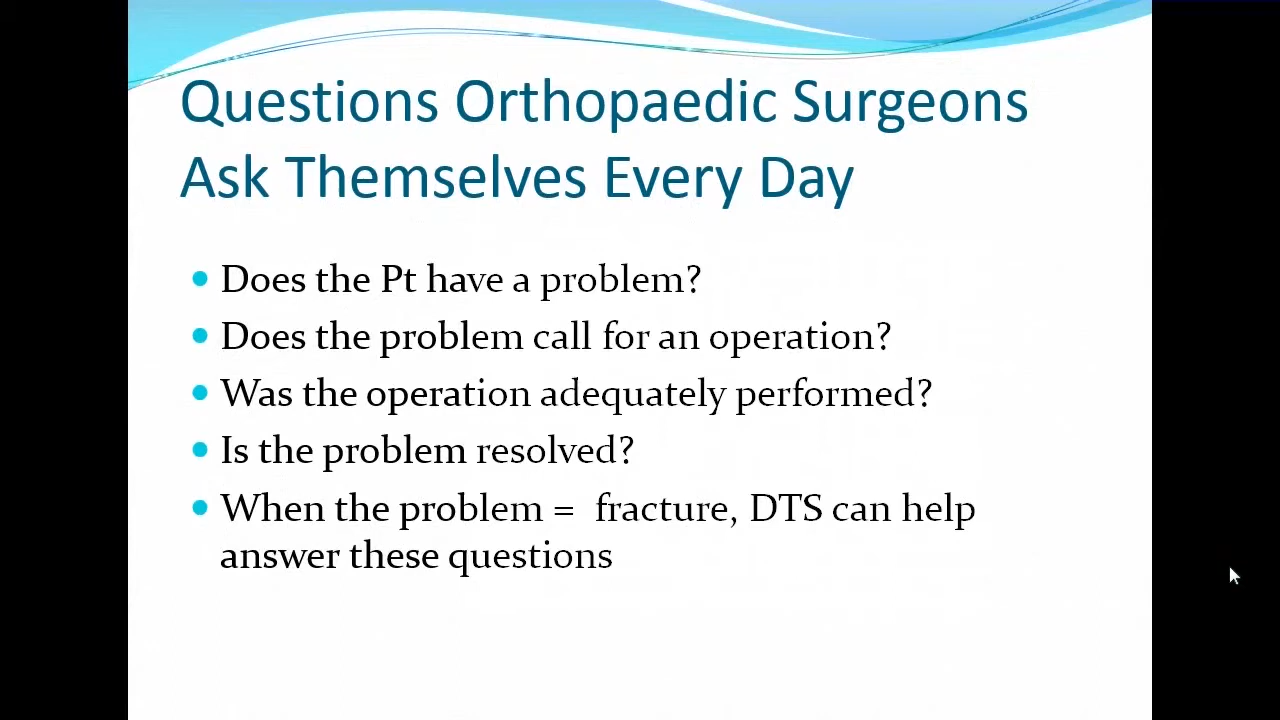 Questions Orthopaedic Surgeons
Ask Themselves Every Day
Does the Pt have a problem?
Does the problem call for an operation?
Was the operation adequately performed?
Is the problem resolved?
When the problem =  fracture, DTS can help
answer these questions